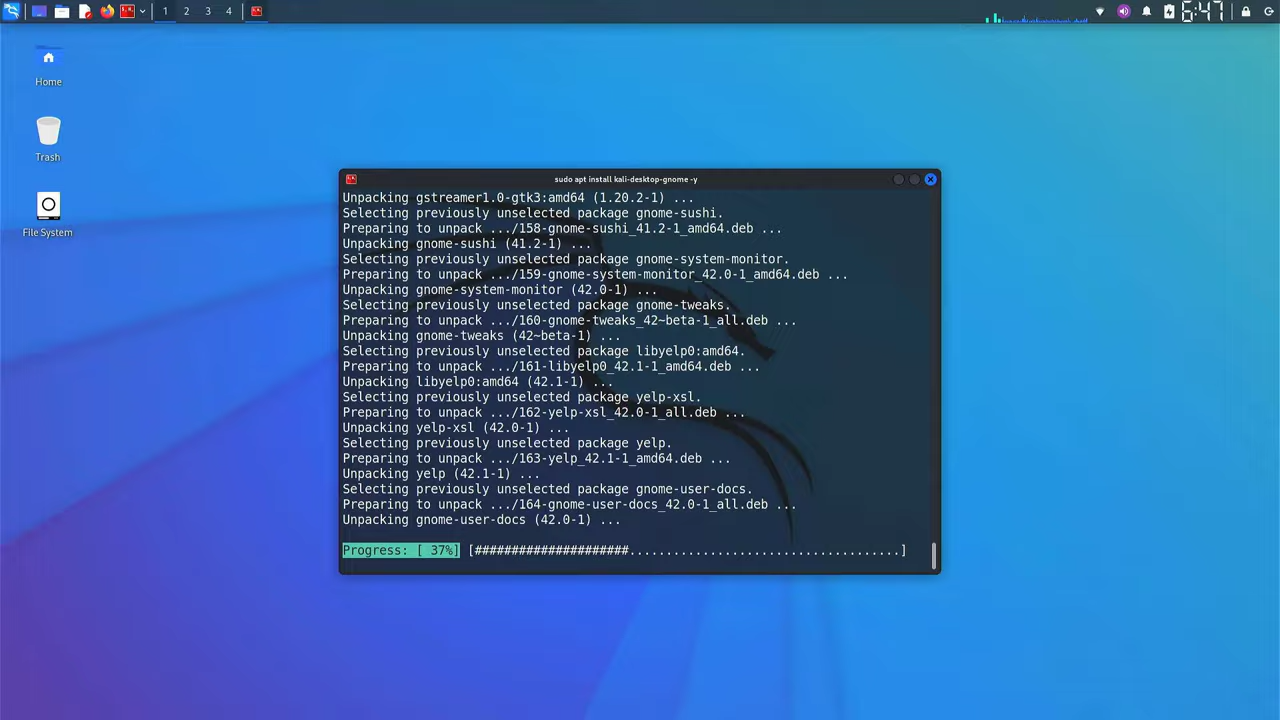 1 2 3 4
6:47
Home
Trash
File System
sudo apt install kali-desktop-gnome -y
Unpacking gstreamer1.0-gtk3:amd64 (1.20.2-1) ...
Selecting previously unselected package gnome-sushi.
Preparing to unpack .../158-gnome-sushi_41.2-1_amd64.deb ...
Unpacking gnome-sushi (41.2-1) ...
Selecting previously unselected package gnome-system-monitor.
Preparing to unpack .../159-gnome-system-monitor_42.0-1_amd64.deb ...
Unpacking gnome-system-monitor (42.0-1) ...
Selecting previously unselected package gnome-tweaks.
Preparing to unpack .../160-gnome-tweaks_42~beta-1_all.deb ...
Unpacking gnome-tweaks (42~beta-1) ...
Selecting previously unselected package libyelp0:amd64.
Preparing to unpack .../161-libyelp0_42.1-1_amd64.deb ...
Unpacking libyelp0:amd64 (42.1-1) ...
Selecting previously unselected package yelp-xsl.
Preparing to unpack .../162-yelp-xsl_42.0-1_all.deb ...
Unpacking yelp-xsl (42.0-1) ...
Selecting previously unselected package yelp.
Preparing to unpack .../163-yelp_42.1-1_amd64.deb ...
Unpacking yelp (42.1-1) ...
Selecting previously unselected package gnome-user-docs.
Preparing to unpack .../164-gnome-user-docs_42.0-1_all.deb ...
Unpacking gnome-user-docs (42.0-1) ...
Progress: [ 37%] [#####################.....................................]